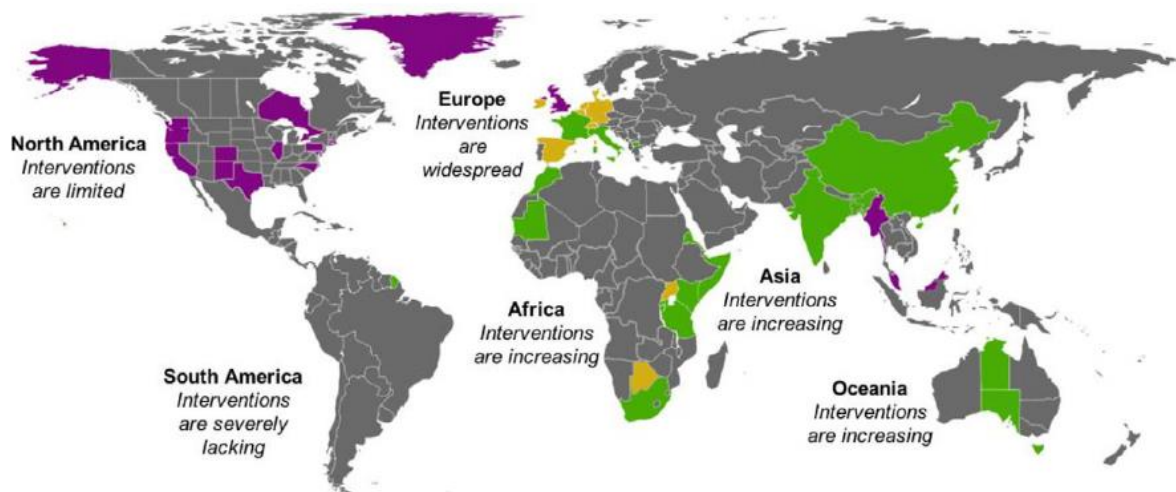 North America
Interventions
are limited
Europe
Interventions
are
widespread
South America
Interventions
are severely
lacking
Africa
Interventions
are increasing
Asia
Interventions
are increasing
Oceania
Interventions
are increasing